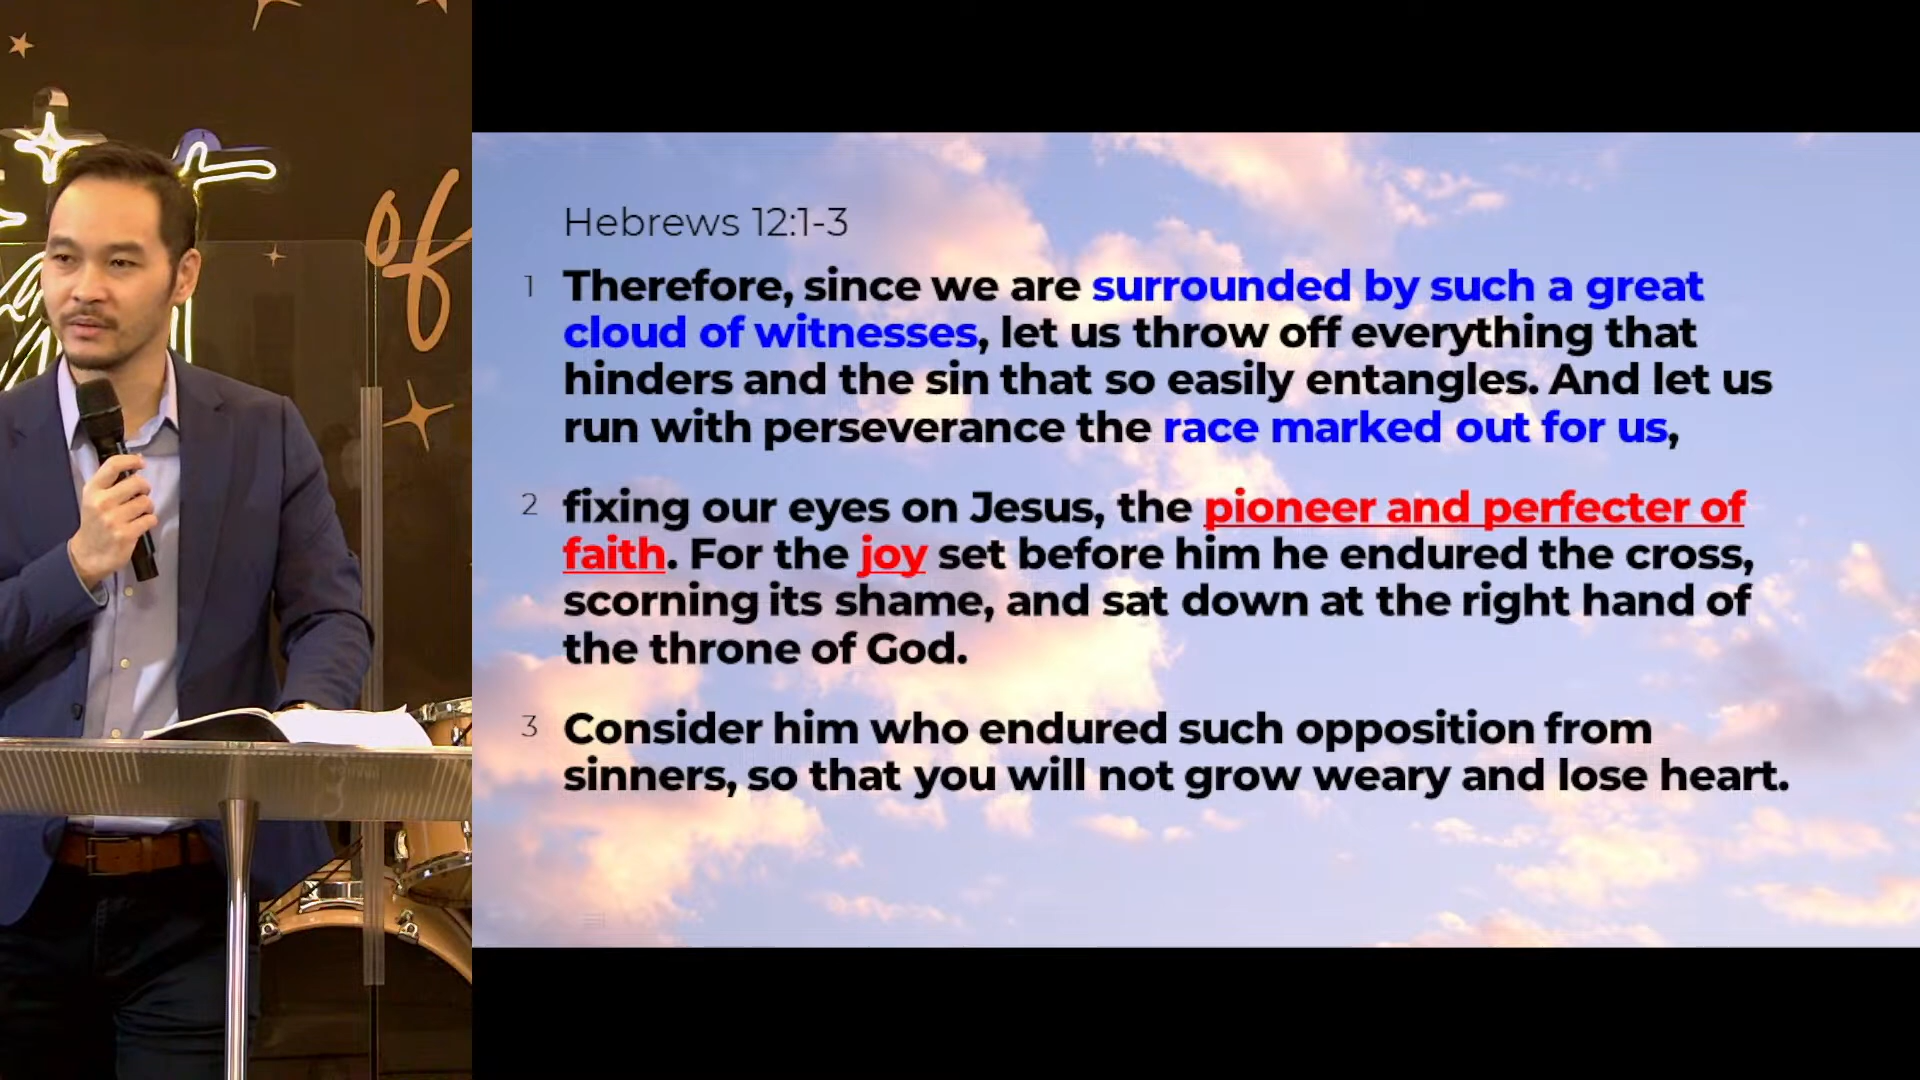 of
Hebrews 12:1-3
1 Therefore, since we are surrounded by such a great
cloud of witnesses, let us throw off everything that
hinders and the sin that so easily entangles. And let us
run with perseverance the race marked out for us,
2 fixing our eyes on Jesus, the pioneer and perfecter of
faith. For the joy set before him he endured the cross,
scorning its shame, and sat down at the right hand of
the throne of God.
3 Consider him who endured such opposition from
sinners, so that you will not grow weary and lose heart.